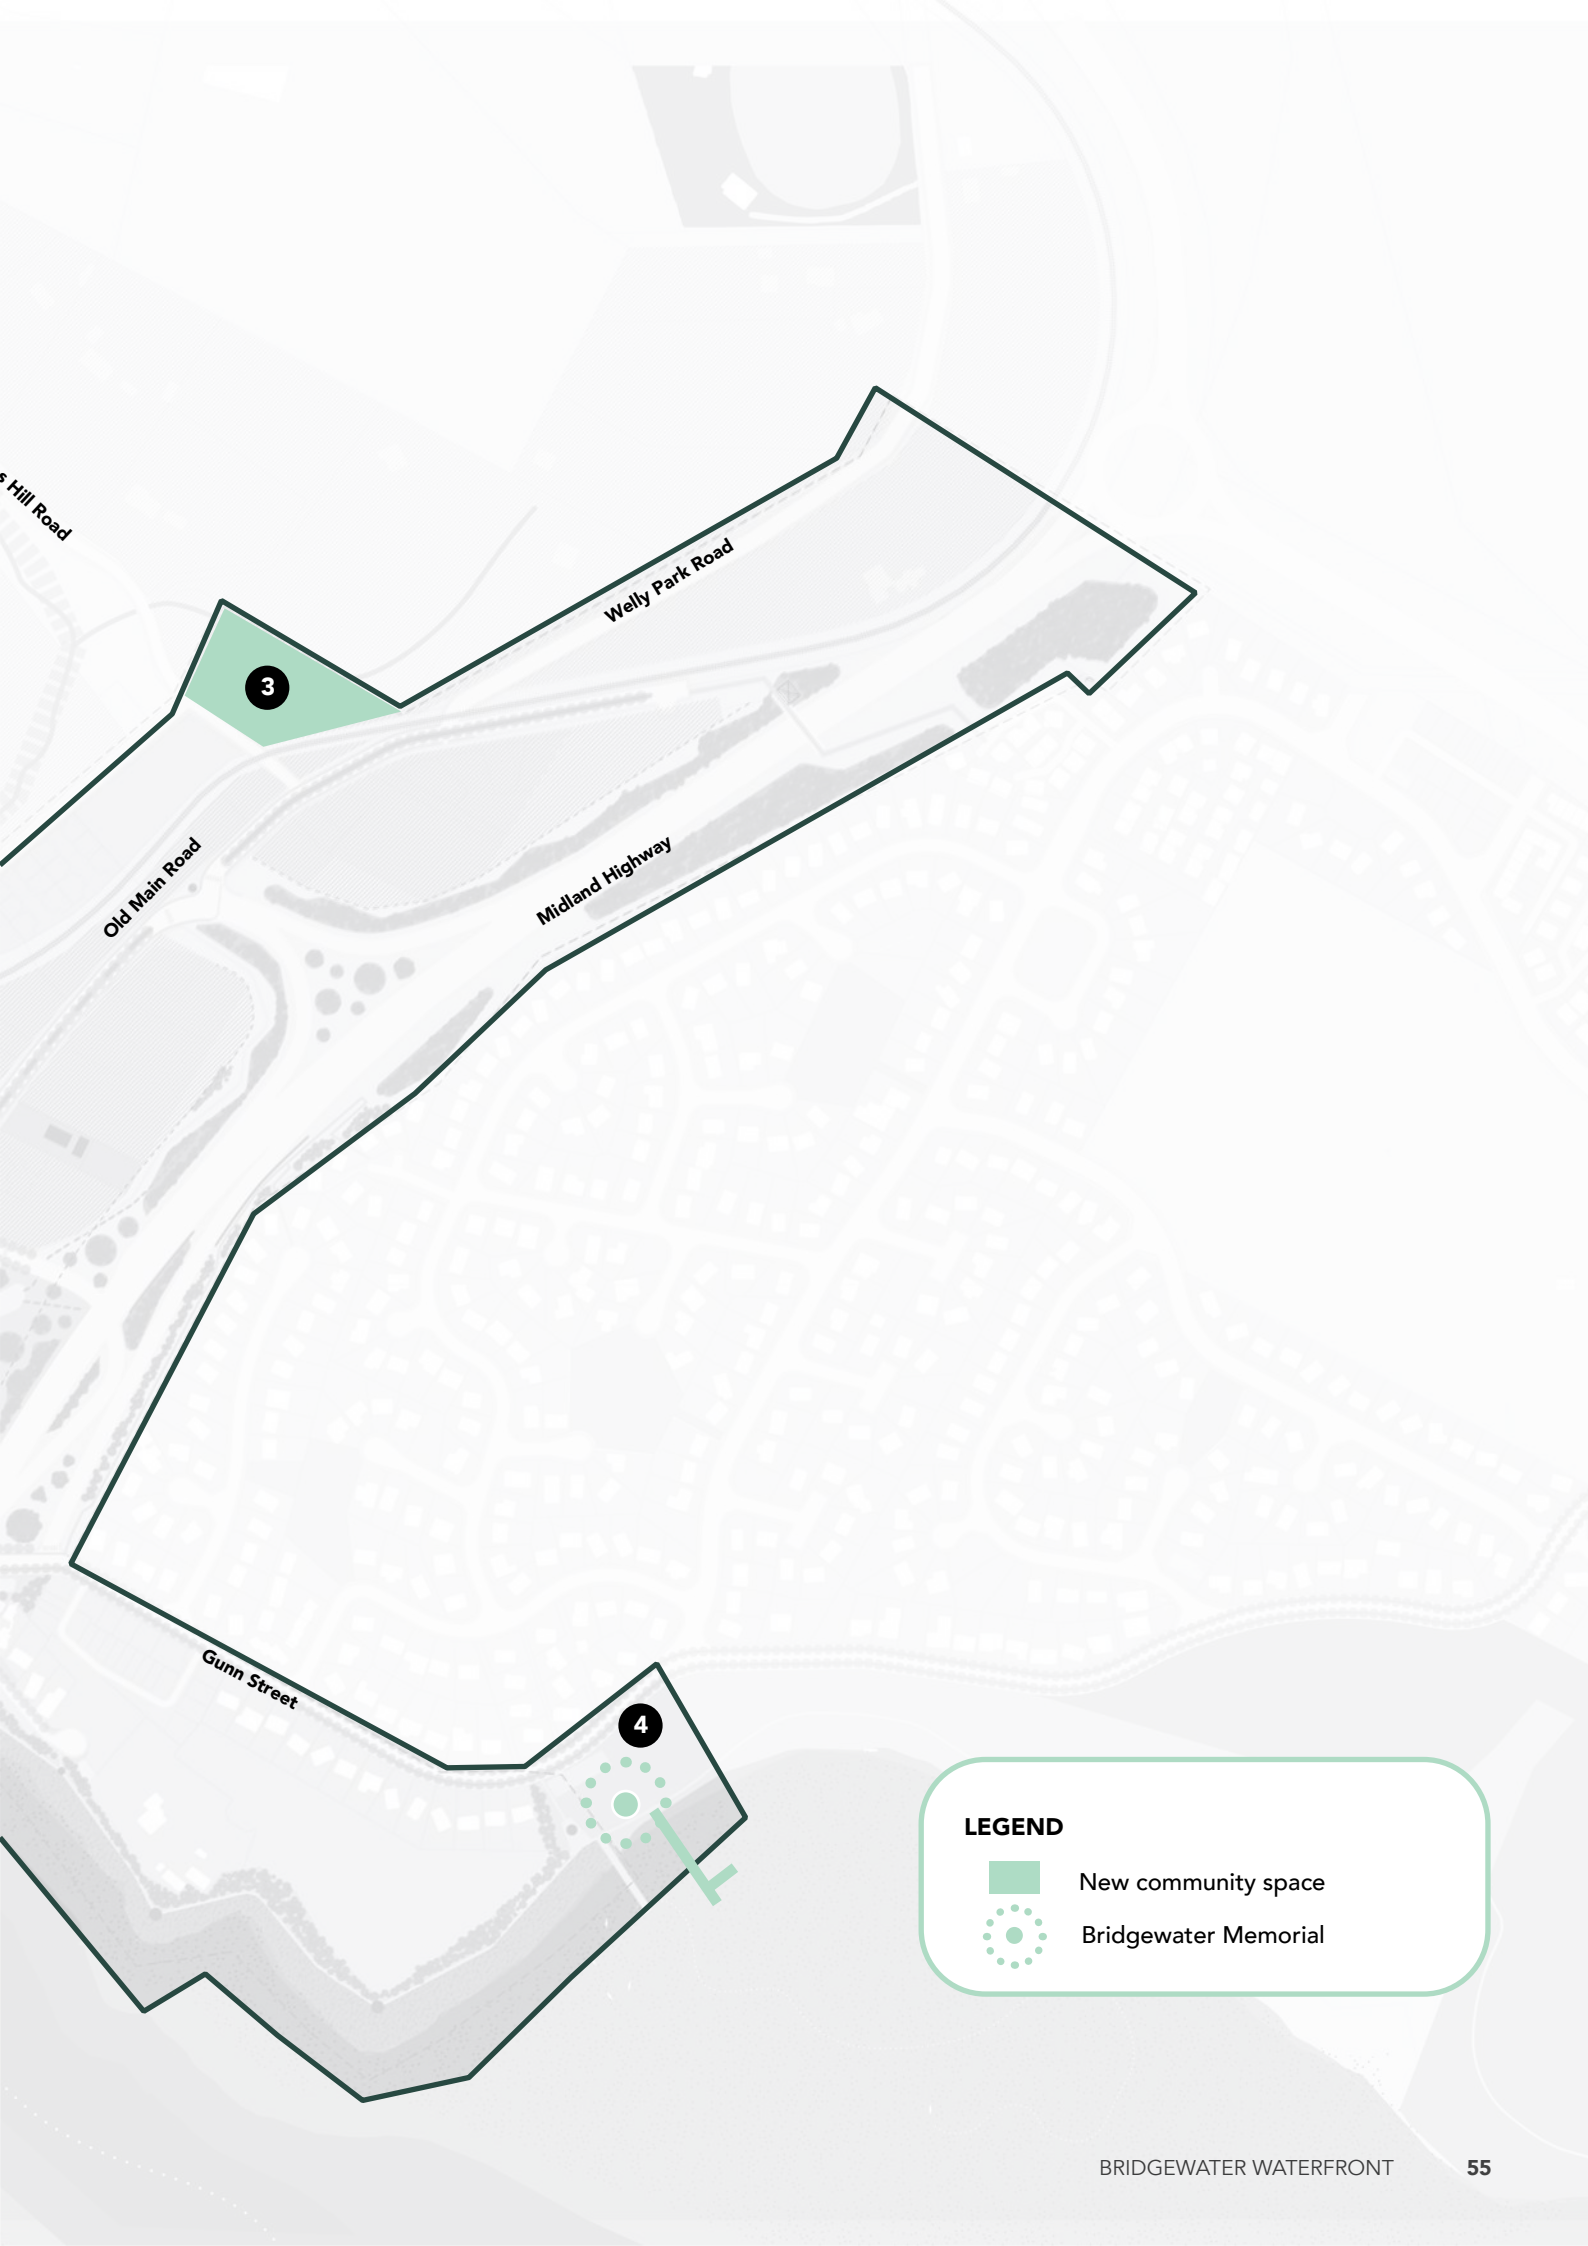 s Hill Road
Welly Park Road
3
Old Main Road
Midland Highway
Gunn Street
4
LEGEND
New community space
Bridgewater Memorial
BRIDGEWATER WATERFRONT 55